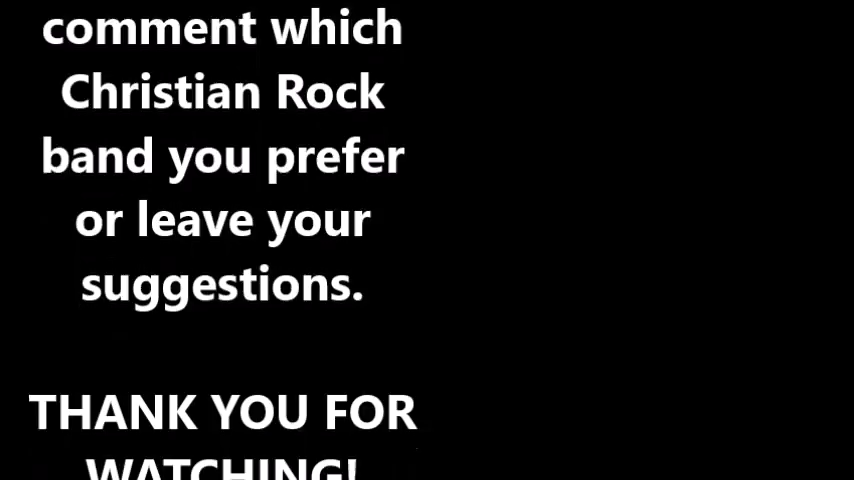 comment which
Christian Rock
band you prefer
or leave your
suggestions.
THANK YOU FOR
WATCHING!